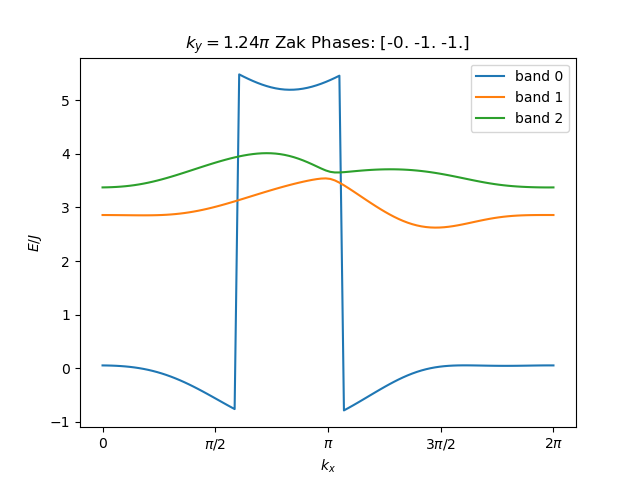 k_y = 1.24π Zak Phases: [-0. -1. -1.]
band 0
band 1
band 2
E/J
5
4
3
2
1
0
−1
0 π/2 π 3π/2 2π
k_x